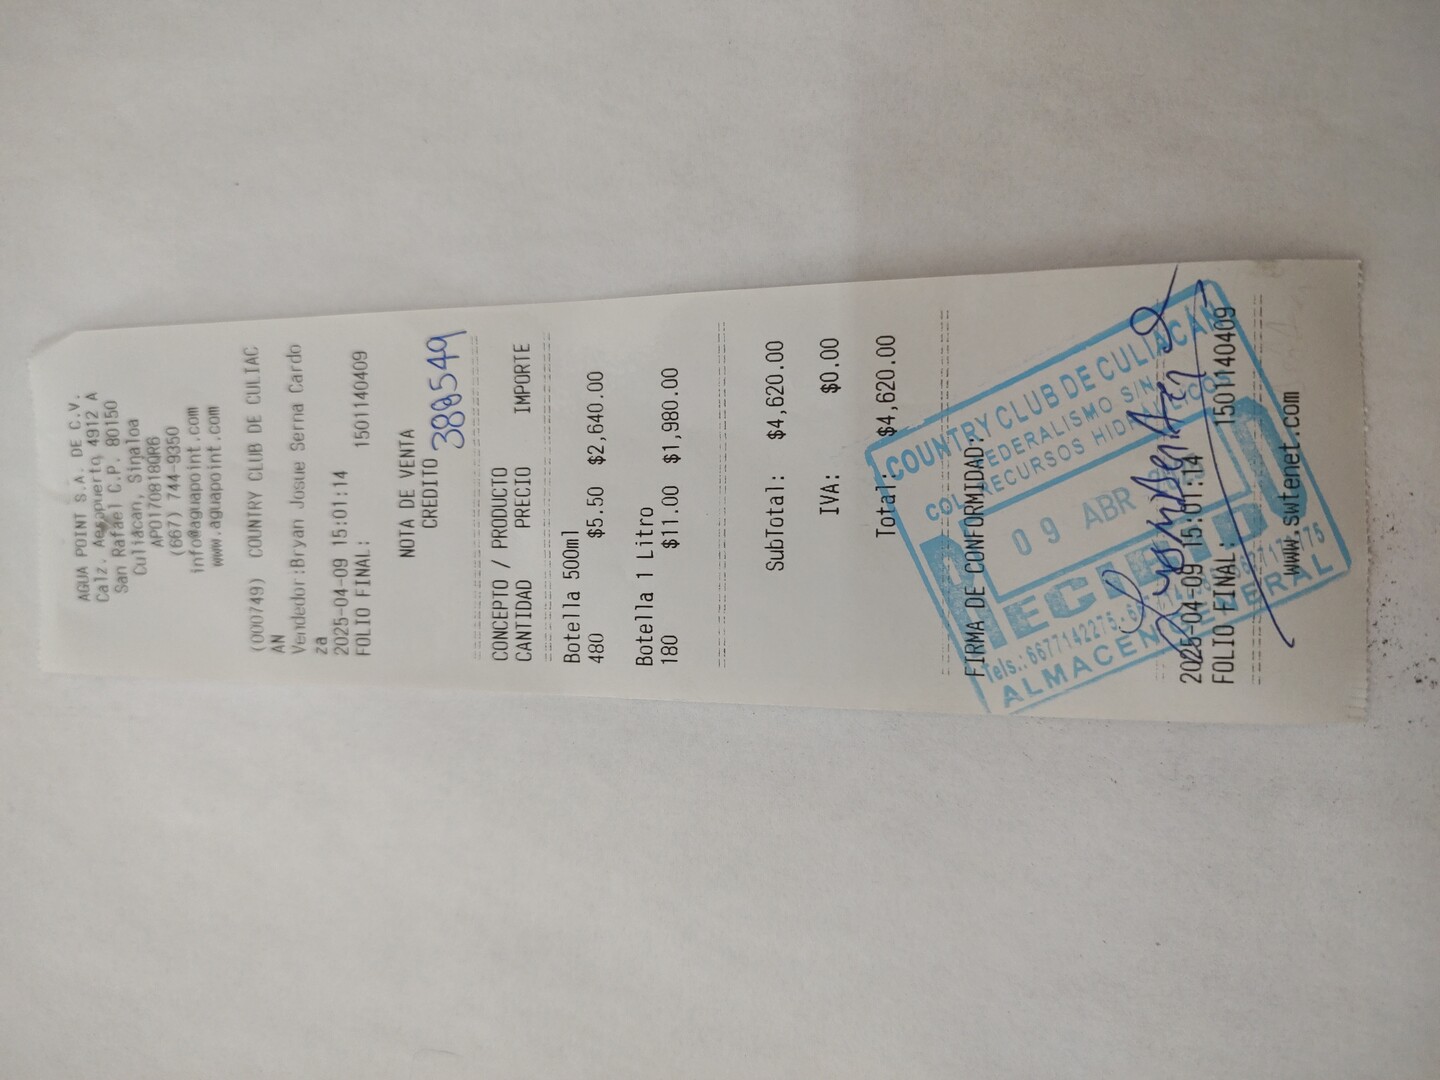 AGUA POINT S.A. DE C.V.
Calz. Aeropuerto 4912 A
San Rafael C.P. 80150
Culiacan, Sinaloa
APO170818QR6
(667) 744-9350
info@aguapoint.com
www.aguapoint.com
(000749) COUNTRY CLUB DE CULIAC
AN
Vendedor:Bryan Josue Serna Cardo
za
2025-04-09 15:01:14
FOLIO FINAL: 1501140409
NOTA DE VENTA
CREDITO
CONCEPTO / PRODUCTO
CANTIDAD PRECIO IMPORTE
Botella 500ml
480 $5.50 $2,640.00
Botella 1 Litro
180 $11.00 $1,980.00
SubTotal: $4,620.00
IVA: $0.00
Total: $4,620.00
FIRMA DE CONFORMIDAD:
COUNTRY CLUB DE CULIACAN
COL. RECURSOS
09 ABR
Tels.: 6677142275
2025-04-09 15:01:14
FOLIO FINAL: 1501140409
www.swtenet.com